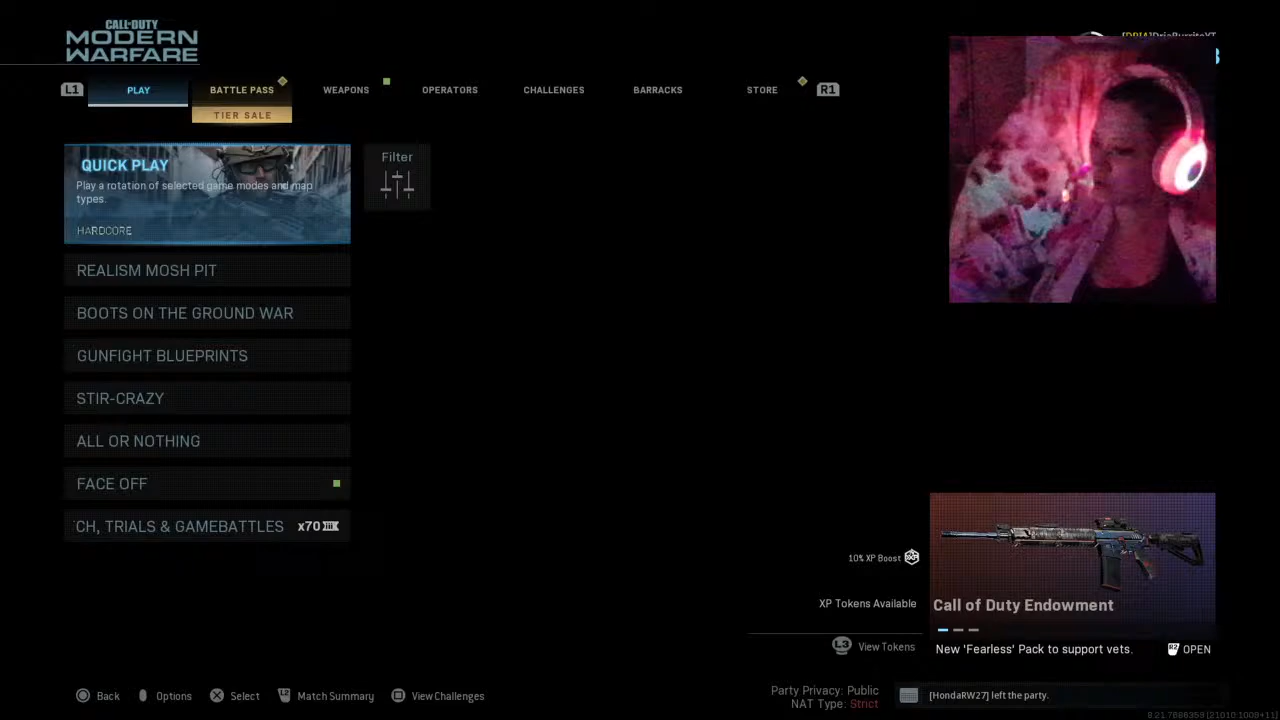 CALL OF DUTY
MODERN
WARFARE
L1 PLAY BATTLE PASS WEAPONS OPERATORS CHALLENGES BARRACKS STORE R1
TIER SALE
QUICK PLAY
Play a rotation of selected game modes and map
types.
HARDCORE
Filter
REALISM MOSH PIT
BOOTS ON THE GROUND WAR
GUNFIGHT BLUEPRINTS
STIR-CRAZY
ALL OR NOTHING
FACE OFF
CH, TRIALS & GAMEBATTLES x70
10% XP Boost
XP Tokens Available
L3 View Tokens
Call of Duty Endowment
New 'Fearless' Pack to support vets.
R2 OPEN
Back Options Select L2 Match Summary View Challenges
Party Privacy: Public
NAT Type: Strict
[HondaRW27] left the party.